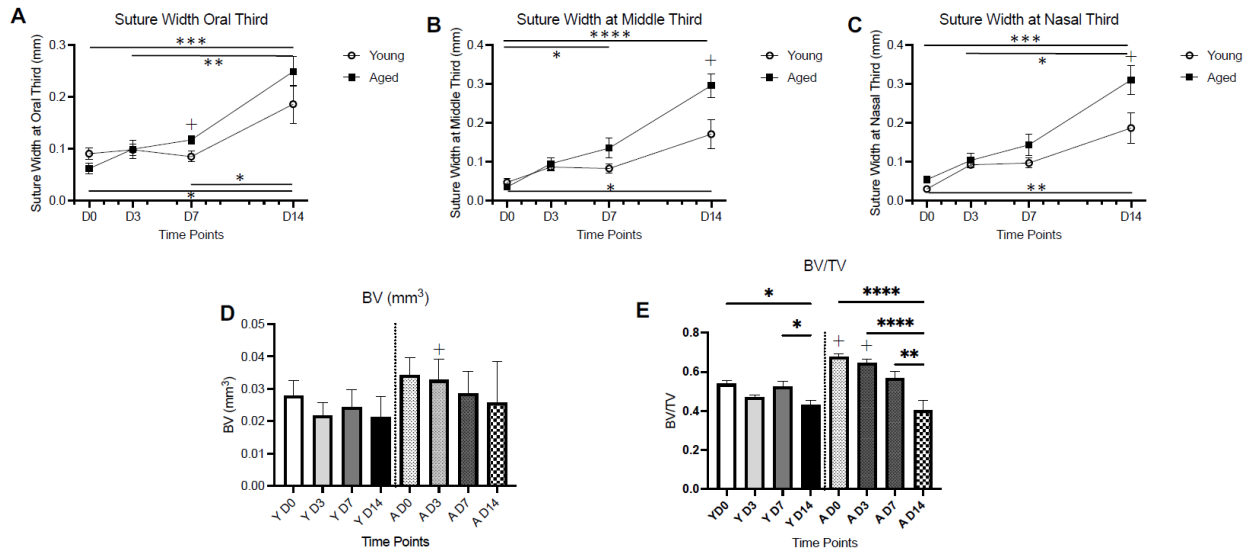 A
Suture Width Oral Third
Suture Width at Oral Third (mm)
0.3
0.2
0.1
0.0
***
**
+
*
*
D0 D3 D7 D14
Time Points
Young
Aged
B
Suture Width at Middle Third
Suture Width at Middle Third (mm)
0.4
0.3
0.2
0.1
0.0
****
*
+
*
D0 D3 D7 D14
Time Points
Young
Aged
C
Suture Width at Nasal Third
Suture Width at Nasal Third (mm)
0.4
0.3
0.2
0.1
0.0
***
*
+
**
D0 D3 D7 D14
Time Points
Young
Aged
D
BV (mm³)
BV (mm³)
0.05
0.04
0.03
0.02
0.01
0.00
+
Y D0 Y D3 Y D7 Y D14 A D0 A D3 A D7 A D14
Time Points
E
BV/TV
BV/TV
0.8
0.6
0.4
0.2
0.0
* ****
* ****
**
+ +
YD0 Y D3 Y D7 Y D14 A D0 A D3 A D7 A D14
Time Points